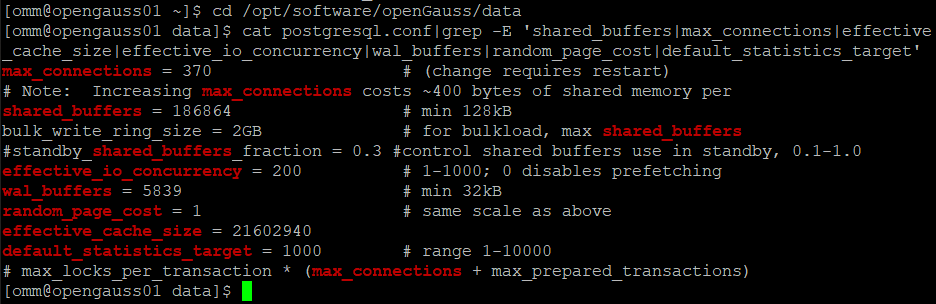 [omm@opengauss01 ~]$ cd /opt/software/openGauss/data
[omm@opengauss01 data]$ cat postgresql.conf|grep -E 'shared_buffers|max_connections|effective
_cache_size|effective_io_concurrency|wal_buffers|random_page_cost|default_statistics_target'
max_connections = 370                   # (change requires restart)
# Note:  Increasing max_connections costs ~400 bytes of shared memory per
shared_buffers = 186864                 # min 128kB
bulk_write_ring_size = 2GB              # for bulkload, max shared_buffers
#standby_shared_buffers_fraction = 0.3 #control shared buffers use in standby, 0.1-1.0
effective_io_concurrency = 200          # 1-1000; 0 disables prefetching
wal_buffers = 5839                      # min 32kB
random_page_cost = 1                    # same scale as above
effective_cache_size = 21602940
default_statistics_target = 1000        # range 1-10000
# max_locks_per_transaction * (max_connections + max_prepared_transactions)
[omm@opengauss01 data]$